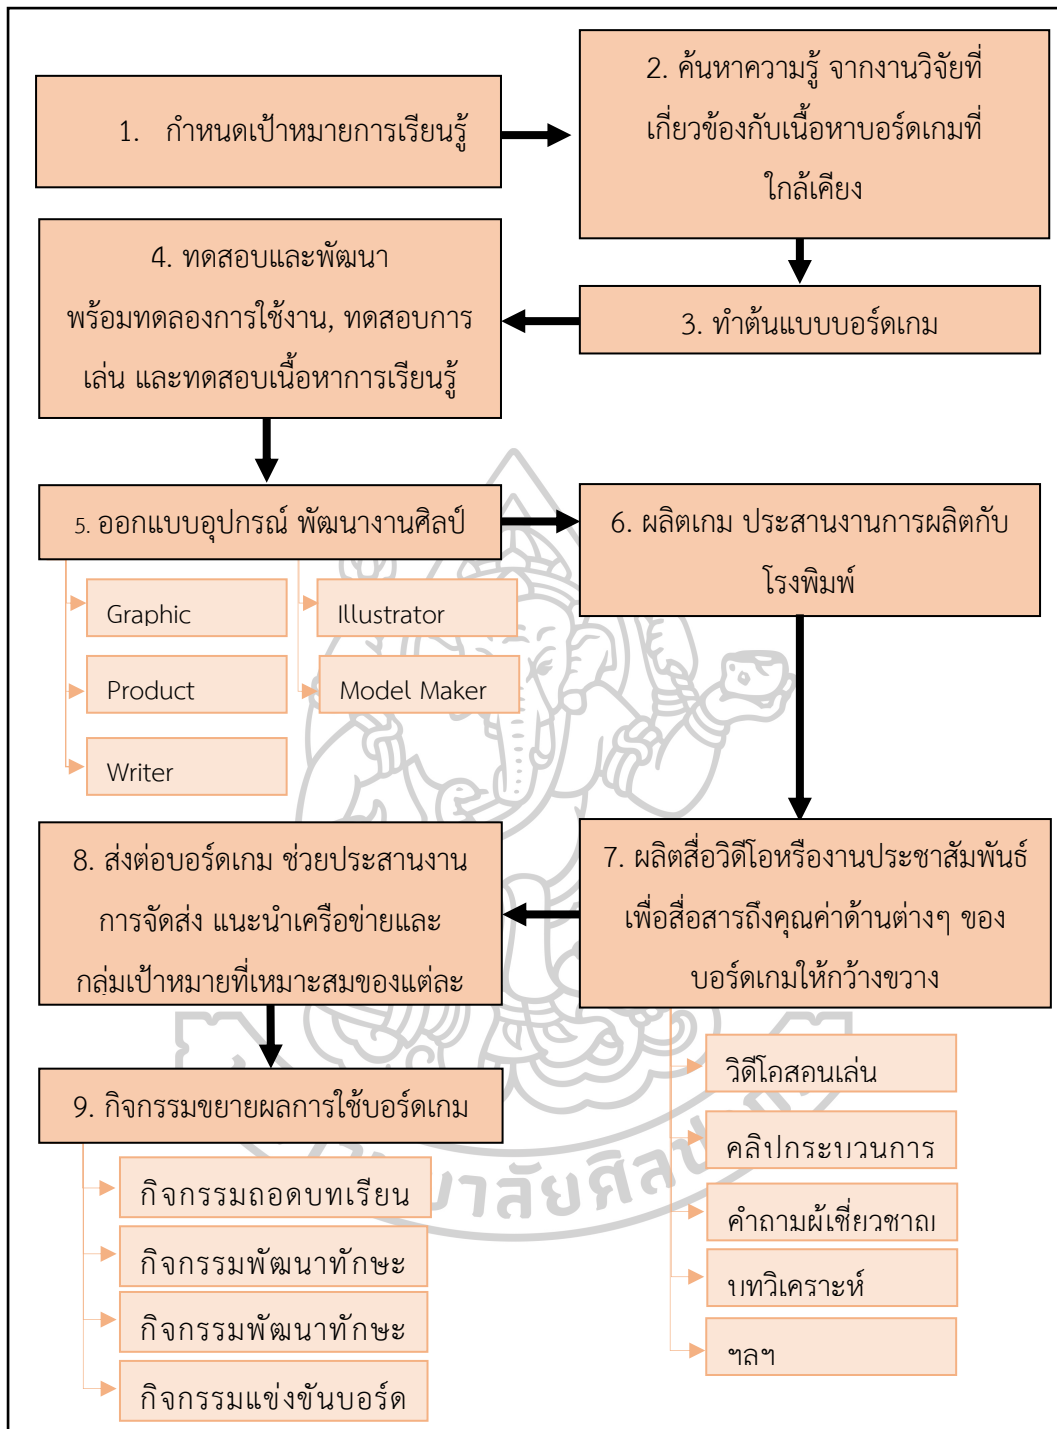 1. กำหนดเป้าหมายการเรียนรู้
2. ค้นหาความรู้ จากงานวิจัยที่
เกี่ยวข้องกับเนื้อหาบอร์ดเกมที่
ใกล้เคียง
3. ทำต้นแบบบอร์ดเกม
4. ทดสอบและพัฒนา
พร้อมทดลองการใช้งาน, ทดสอบการ
เล่น และทดสอบเนื้อหาการเรียนรู้
5. ออกแบบอุปกรณ์ พัฒนางานศิลป์
Graphic
Illustrator
Product
Model Maker
Writer
6. ผลิตเกม ประสานงานการผลิตกับ
โรงพิมพ์
7. ผลิตสื่อวิดีโอหรืองานประชาสัมพันธ์
เพื่อสื่อสารถึงคุณค่าด้านต่างๆ ของ
บอร์ดเกมให้กว้างขวาง
วิดีโอสอนเล่น
คลิปกระบวนการ
คำถามผู้เชี่ยวชาญ
บทวิเคราะห์
ฯลฯ
8. ส่งต่อบอร์ดเกม ช่วยประสานงาน
การจัดส่ง แนะนำเครือข่ายและ
กลุ่มเป้าหมายที่เหมาะสมของแต่ละ
9. กิจกรรมขยายผลการใช้บอร์ดเกม
กิจกรรมถอดบทเรียน
กิจกรรมพัฒนาทักษะ
กิจกรรมพัฒนาทักษะ
กิจกรรมแข่งขันบอร์ด